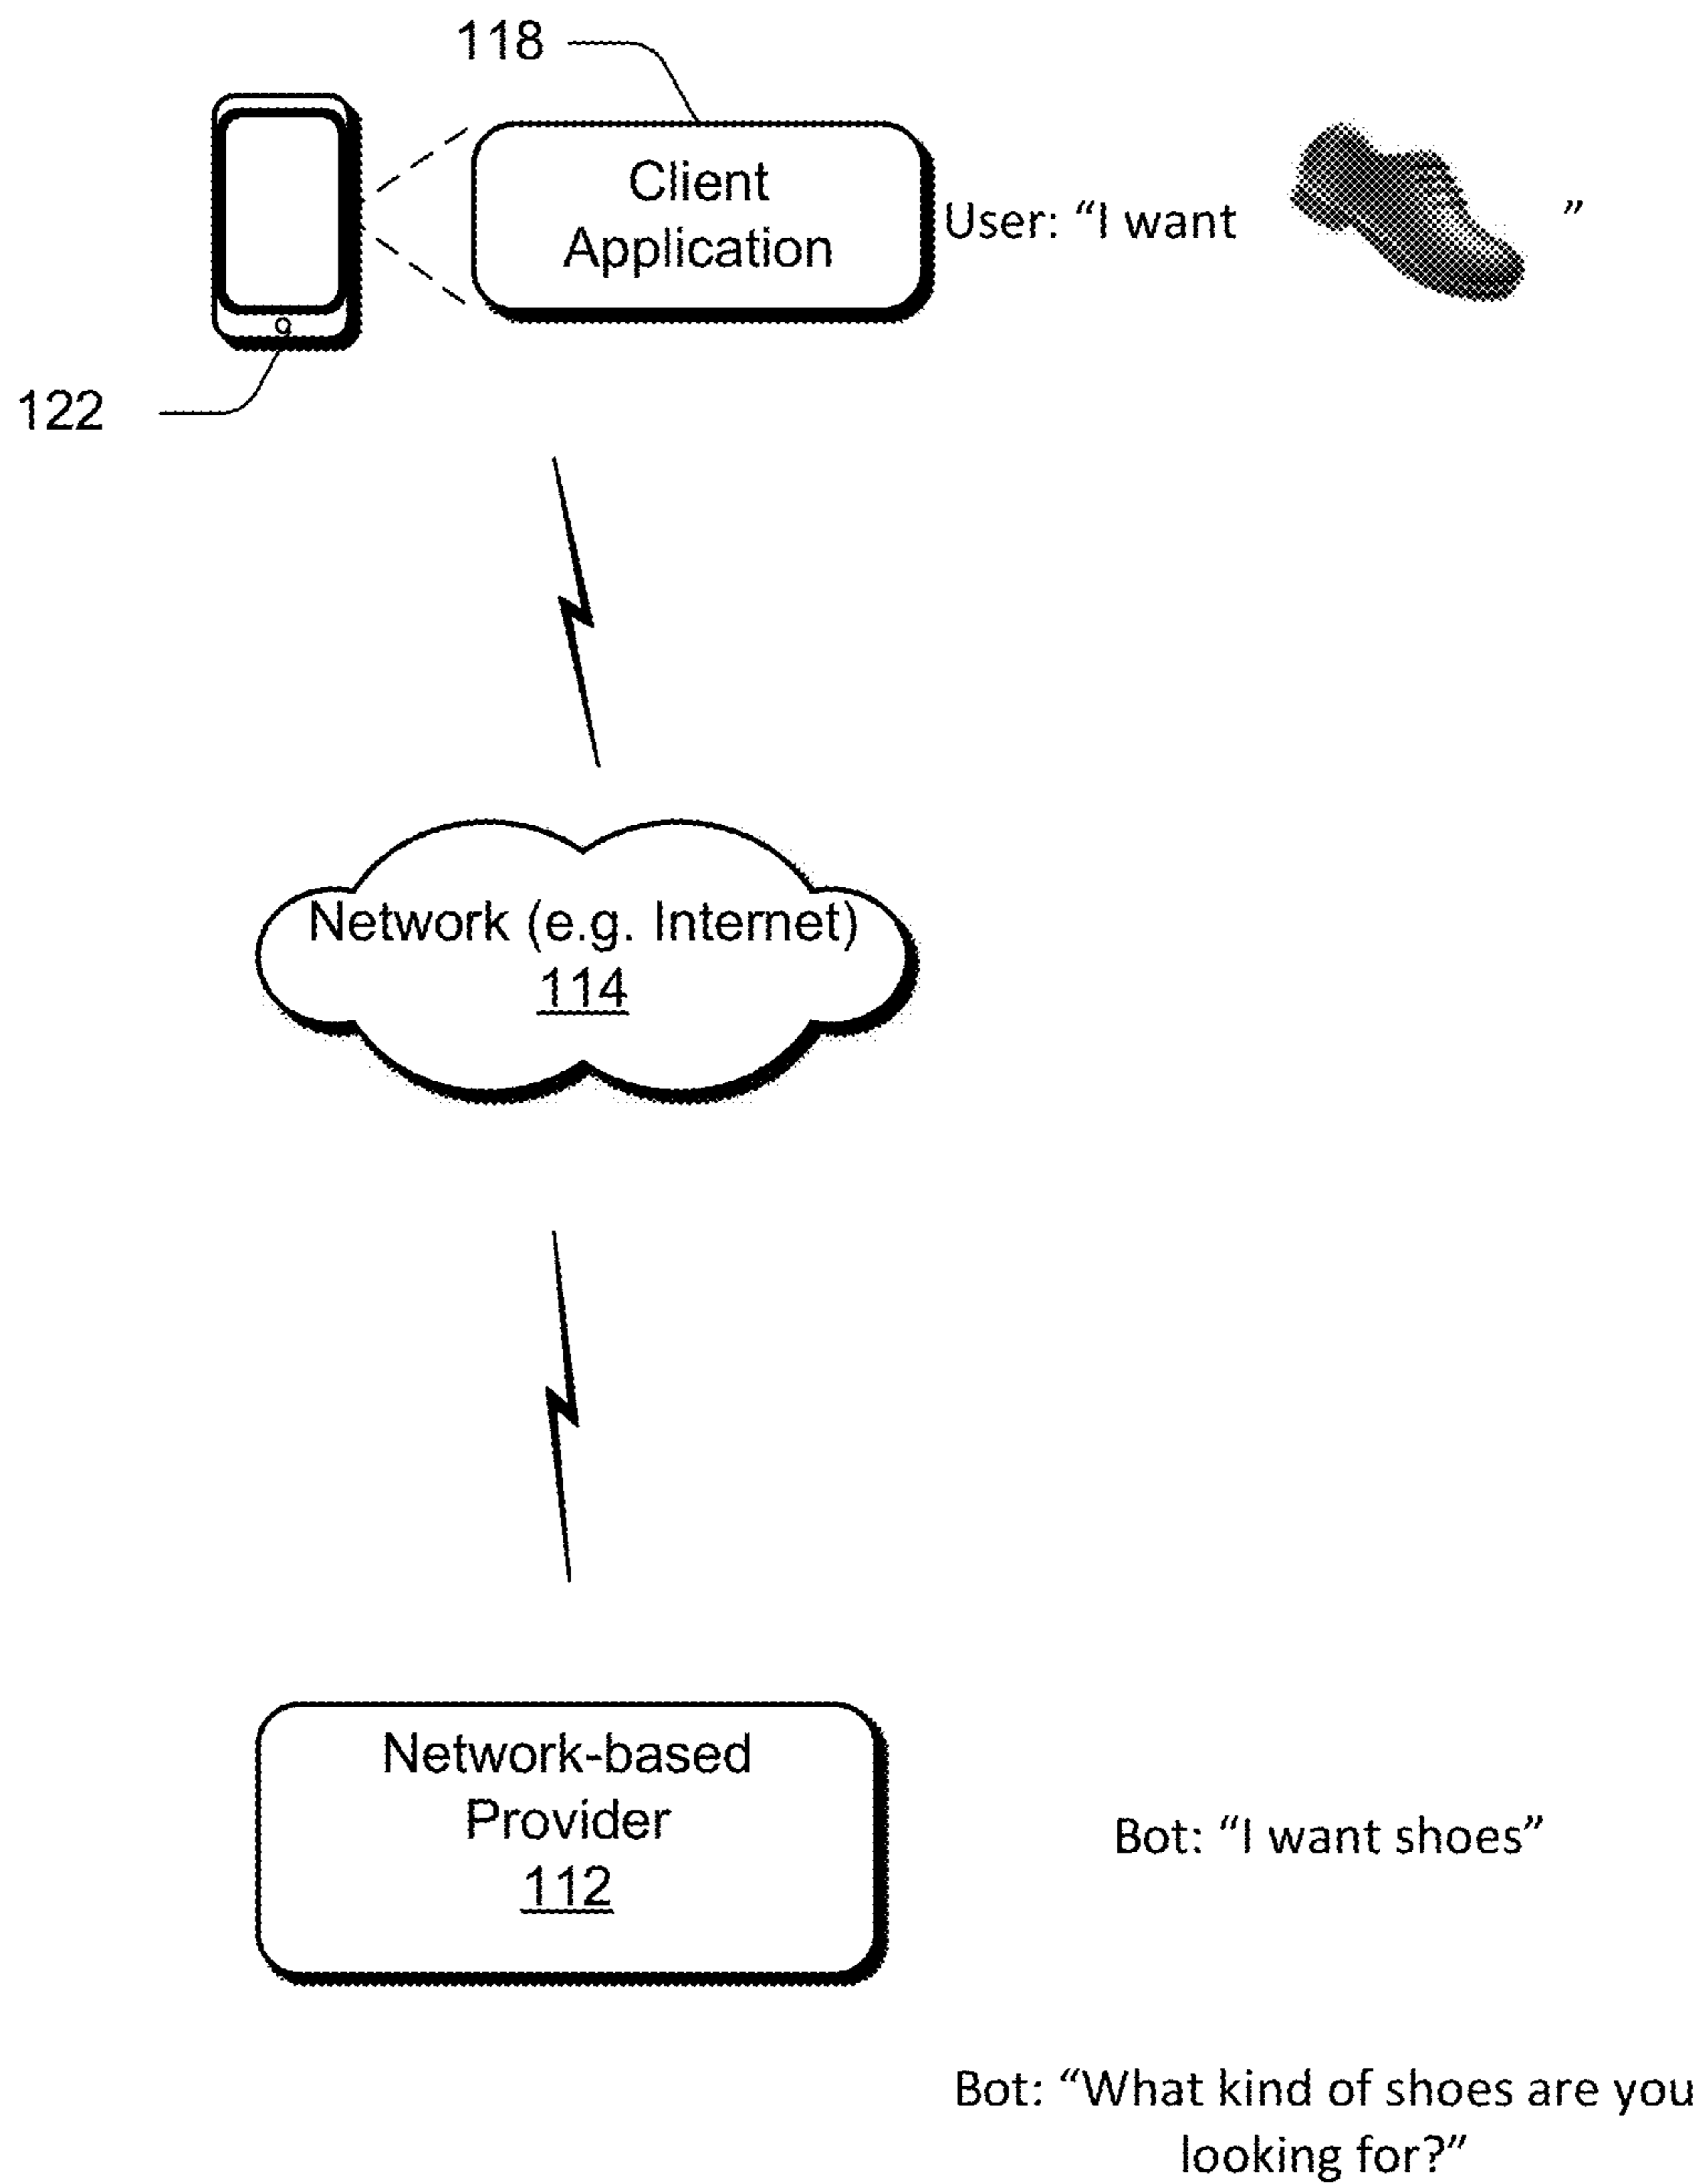 118
Client
Application
User: “I want ”
122
Network (e.g. Internet)
114
Network-based
Provider
112
Bot: “I want shoes”
Bot: “What kind of shoes are you
looking for?”